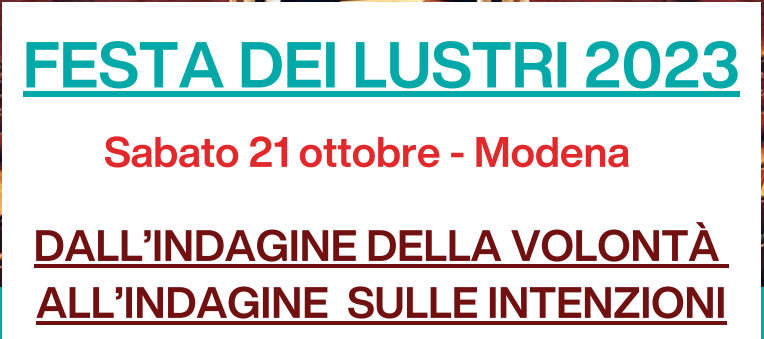 FESTA DEI LUSTRI 2023
Sabato 21 ottobre - Modena
DALL’INDAGINE DELLA VOLONTÀ
ALL’INDAGINE SULLE INTENZIONI